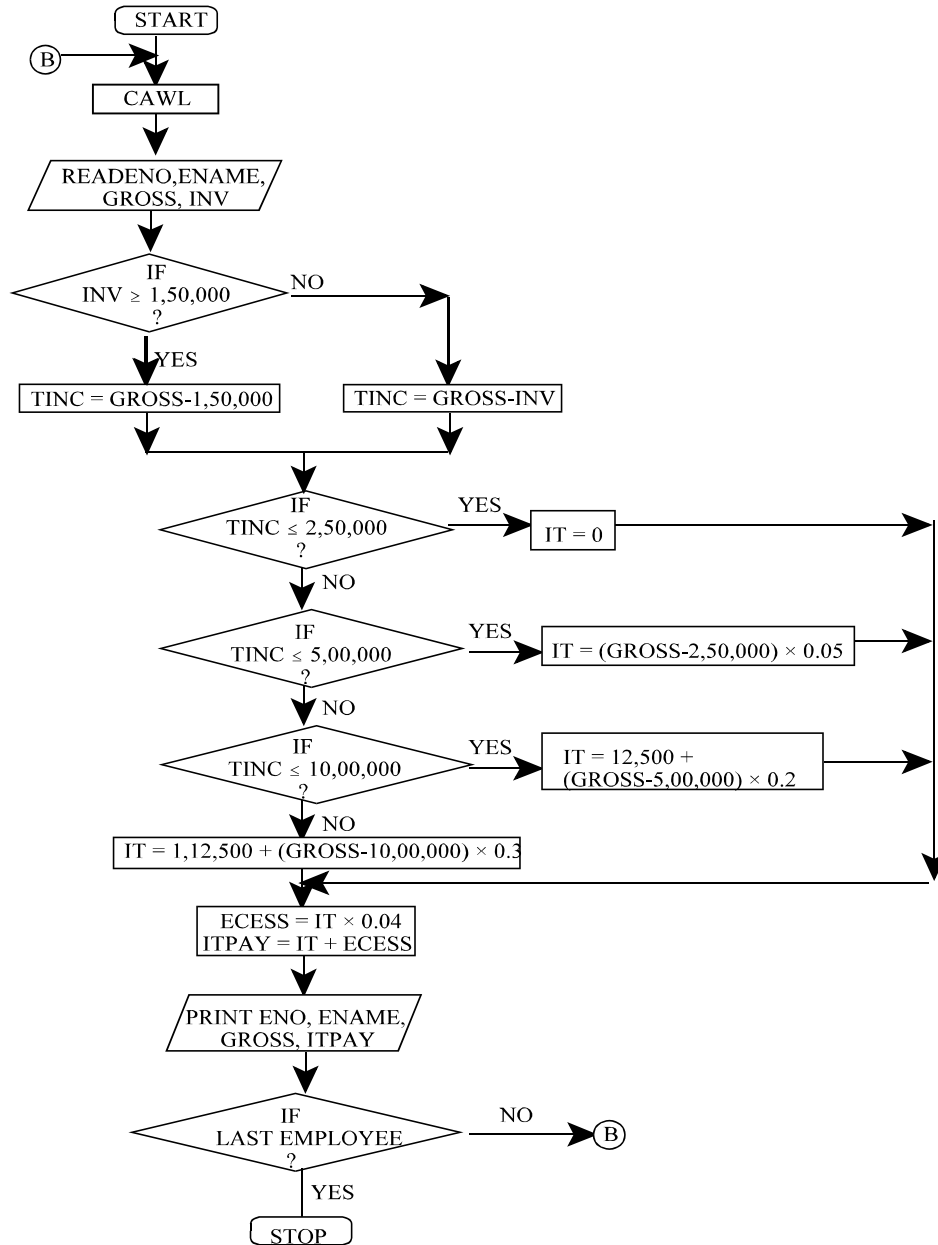 START
B
CAWL
READENO,ENAME,
GROSS, INV
IF
INV ≥ 1,50,000
?
NO
YES
TINC = GROSS-1,50,000
TINC = GROSS-INV
IF
TINC ≤ 2,50,000
?
YES
IT = 0
NO
IF
TINC ≤ 5,00,000
?
YES
IT = (GROSS-2,50,000) × 0.05
NO
IF
TINC ≤ 10,00,000
?
YES
IT = 12,500 +
(GROSS-5,00,000) × 0.2
NO
IT = 1,12,500 + (GROSS-10,00,000) × 0.3
ECESS = IT × 0.04
ITPAY = IT + ECESS
PRINT ENO, ENAME,
GROSS, ITPAY
IF
LAST EMPLOYEE
?
NO
B
YES
STOP